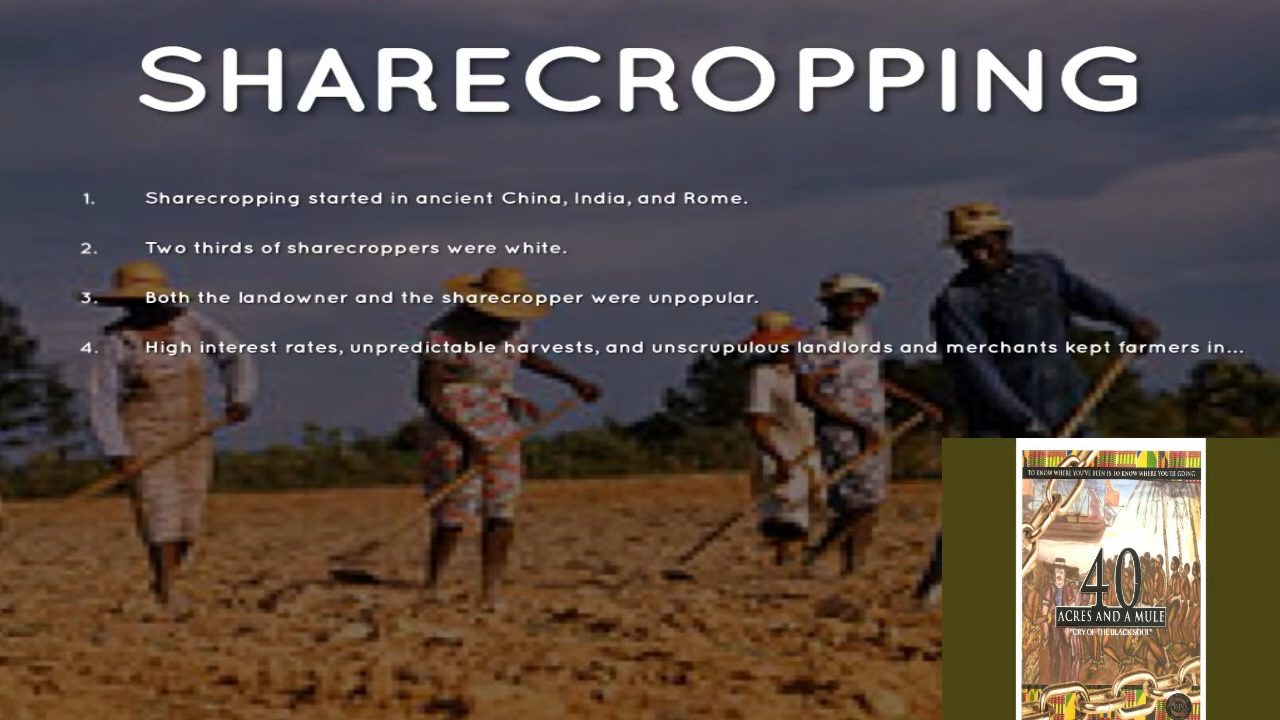 SHARECROPPING
1. Sharecropping started in ancient China, India, and Rome.
2. Two thirds of sharecroppers were white.
3. Both the landowner and the sharecropper were unpopular.
4. High interest rates, unpredictable harvests, and unscrupulous landlords and merchants kept farmers in...
TO KNOW WHERE YOU'VE BEEN IS TO KNOW WHERE YOU'RE GOING
40
ACRES AND A MULE
"CRY OF THE BLACK SOUL"